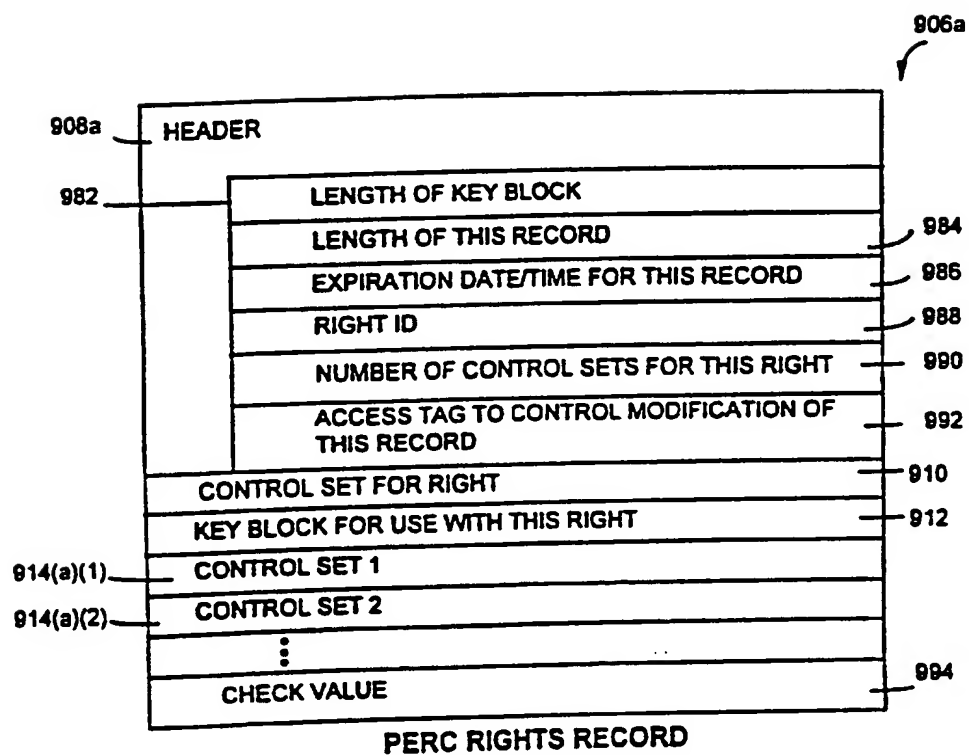 906a
908a HEADER
982 LENGTH OF KEY BLOCK
LENGTH OF THIS RECORD 984
EXPIRATION DATE/TIME FOR THIS RECORD 986
RIGHT ID 988
NUMBER OF CONTROL SETS FOR THIS RIGHT 990
ACCESS TAG TO CONTROL MODIFICATION OF 992
THIS RECORD
CONTROL SET FOR RIGHT 910
KEY BLOCK FOR USE WITH THIS RIGHT 912
914(a)(1) CONTROL SET 1
914(a)(2) CONTROL SET 2
CHECK VALUE 994
PERC RIGHTS RECORD